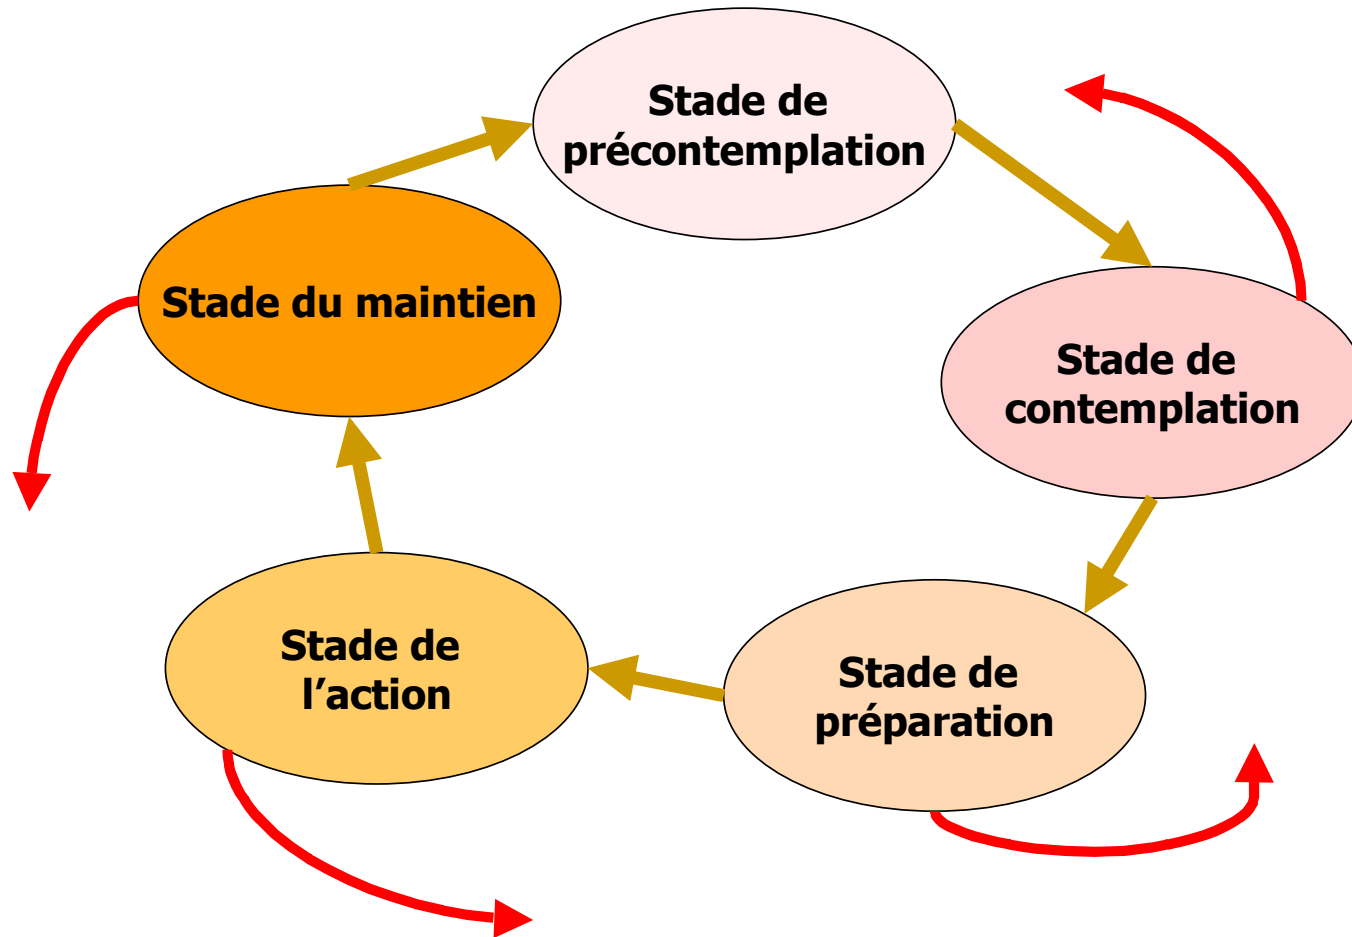 Stade de
précontemplation
Stade du maintien
Stade de
contemplation
Stade de
l’action
Stade de
préparation